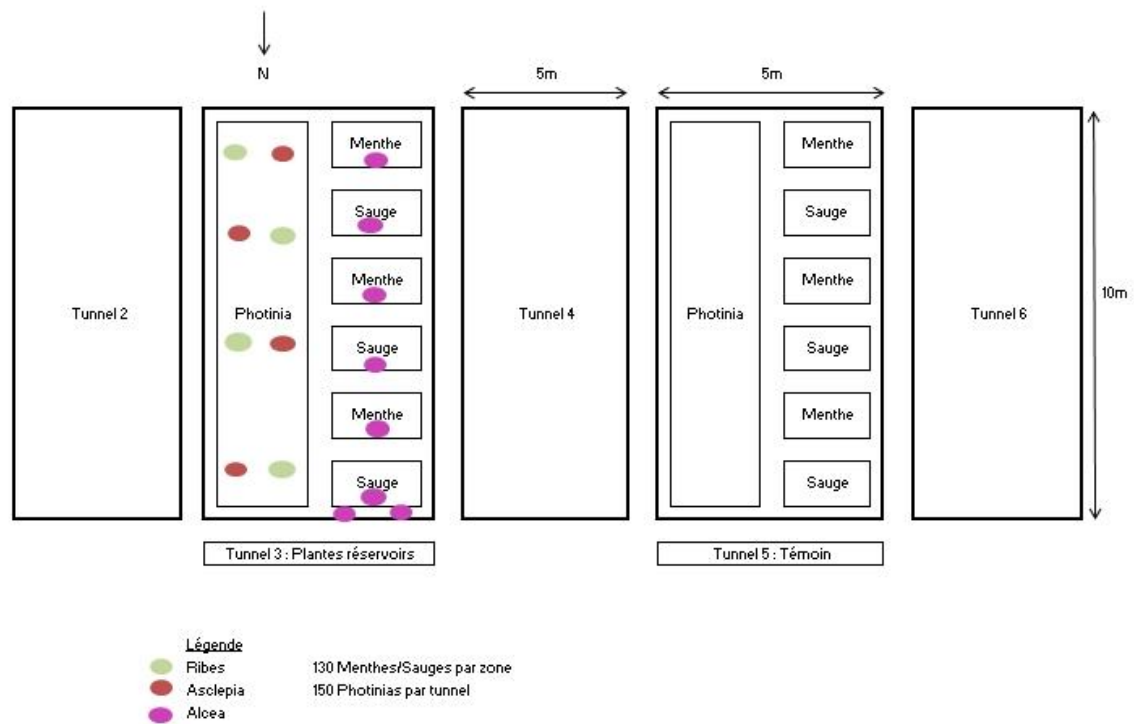 N
5m
5m
Tunnel 2
Photinia
Menthe
Sauge
Menthe
Sauge
Menthe
Sauge
Tunnel 4
Photinia
Menthe
Sauge
Menthe
Sauge
Menthe
Sauge
Tunnel 6
10m
Tunnel 3 : Plantes réservoirs
Tunnel 5 : Témoin
Légende
Ribes
Asclepia
Alcea
130 Menthes/Sauges par zone
150 Photinias par tunnel